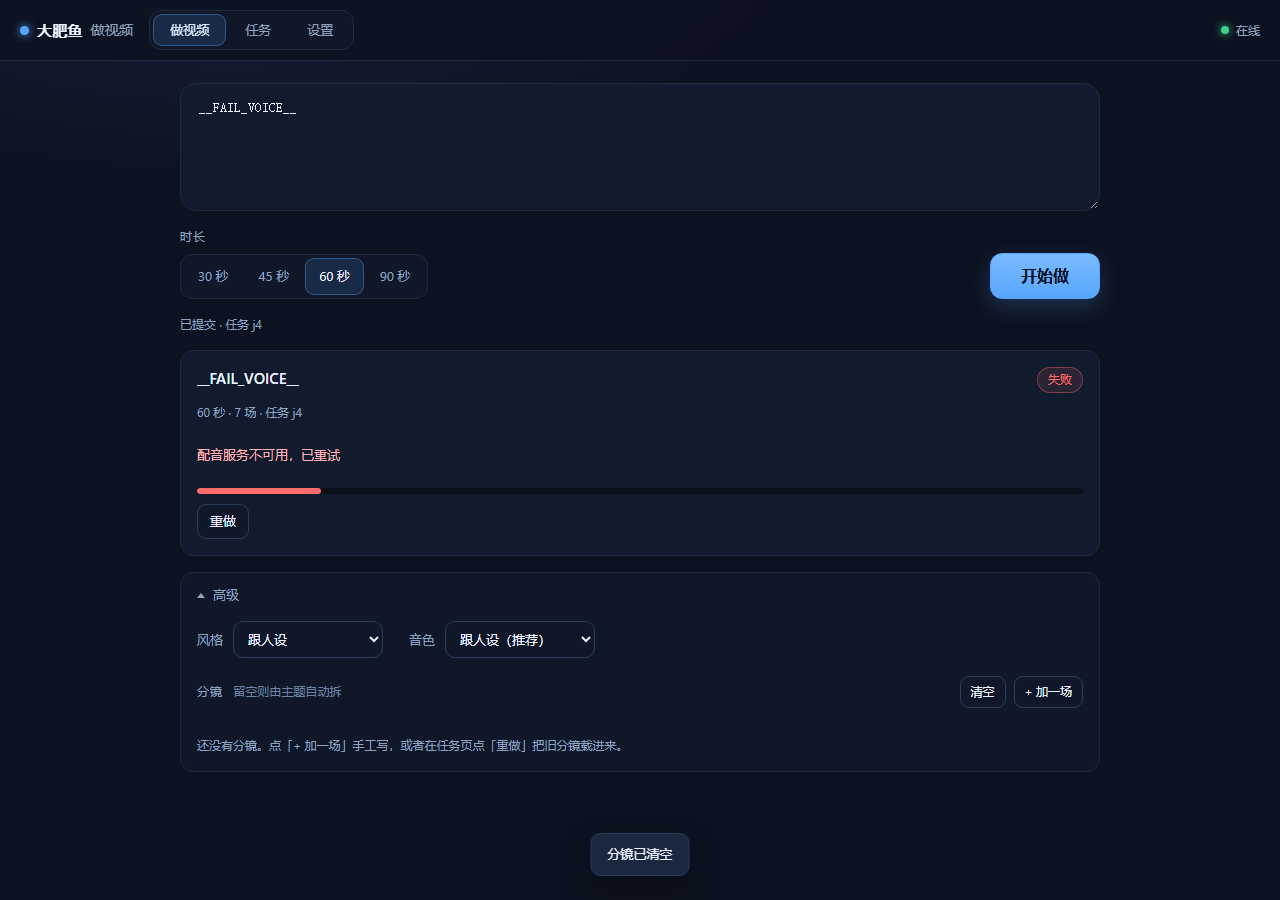 大肥鱼 做视频 做视频 任务 设置 在线
__FAIL_VOICE__
时长
30 秒 45 秒 60 秒 90 秒 开始做
已提交 · 任务 j4
__FAIL_VOICE__ 失败
60 秒 · 7 场 · 任务 j4
配音服务不可用，已重试
重做
高级
风格 跟人设 音色 跟人设（推荐）
分镜 留空则由主题自动拆 清空 + 加一场
还没有分镜。点「+ 加一场」手工写，或者在任务页点「重做」把旧分镜载进来。
分镜已清空